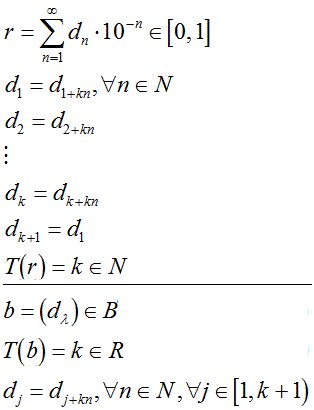 r = ∑_{n=1}^{∞} d_n · 10^{-n} ∈ [0,1]
d_1 = d_{1+kn}, ∀n ∈ N
d_2 = d_{2+kn}
⋮
d_k = d_{k+kn}
d_{k+1} = d_1
T(r) = k ∈ N
b = (d_λ) ∈ B
T(b) = k ∈ R
d_j = d_{j+kn}, ∀n ∈ N, ∀j ∈ [1, k+1)